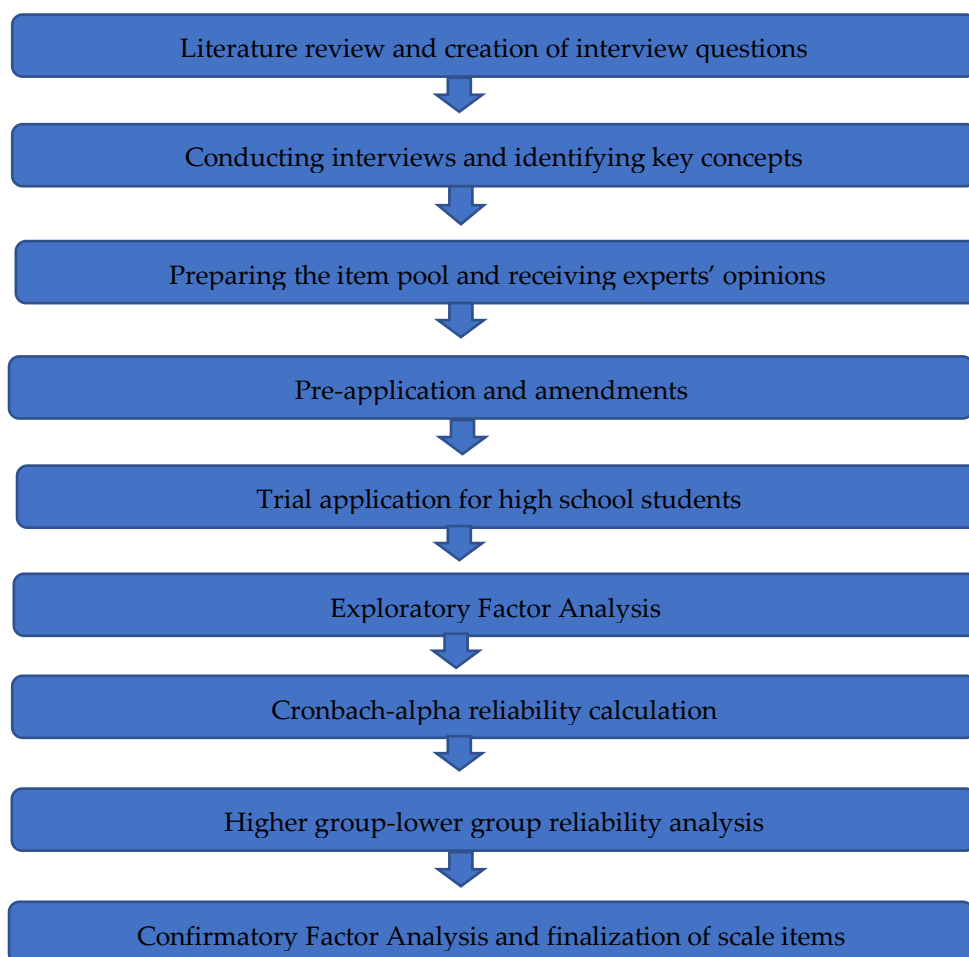 Literature review and creation of interview questions
Conducting interviews and identifying key concepts
Preparing the item pool and receiving experts’ opinions
Pre-application and amendments
Trial application for high school students
Exploratory Factor Analysis
Cronbach-alpha reliability calculation
Higher group-lower group reliability analysis
Confirmatory Factor Analysis and finalization of scale items